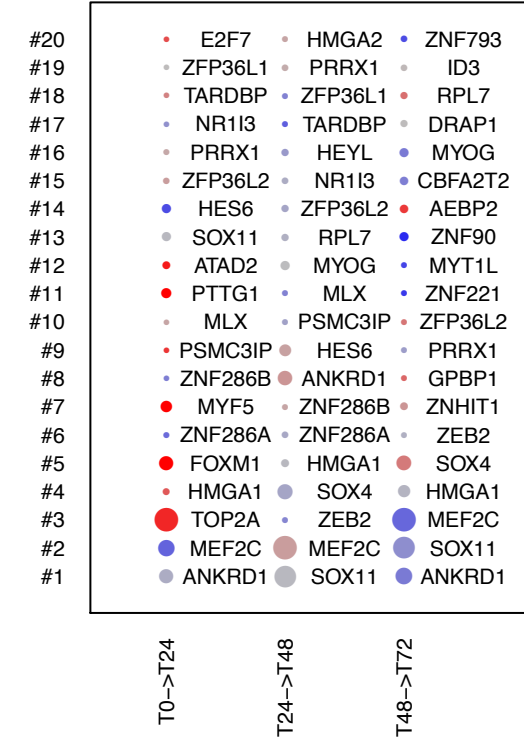 #20 E2F7 HMGA2 ZNF793
#19 ZFP36L1 PRRX1 ID3
#18 TARDBP ZFP36L1 RPL7
#17 NR1I3 TARDBP DRAP1
#16 PRRX1 HEYL MYOG
#15 ZFP36L2 NR1I3 CBFA2T2
#14 HES6 ZFP36L2 AEBP2
#13 SOX11 RPL7 ZNF90
#12 ATAD2 MYOG MYT1L
#11 PTTG1 MLX ZNF221
#10 MLX PSMC3IP ZFP36L2
#9 PSMC3IP HES6 PRRX1
#8 ZNF286B ANKRD1 GPBP1
#7 MYF5 ZNF286B ZNHIT1
#6 ZNF286A ZNF286A ZEB2
#5 FOXM1 HMGA1 SOX4
#4 HMGA1 SOX4 HMGA1
#3 TOP2A ZEB2 MEF2C
#2 MEF2C MEF2C SOX11
#1 ANKRD1 SOX11 ANKRD1
T0−>T24
T24−>T48
T48−>T72